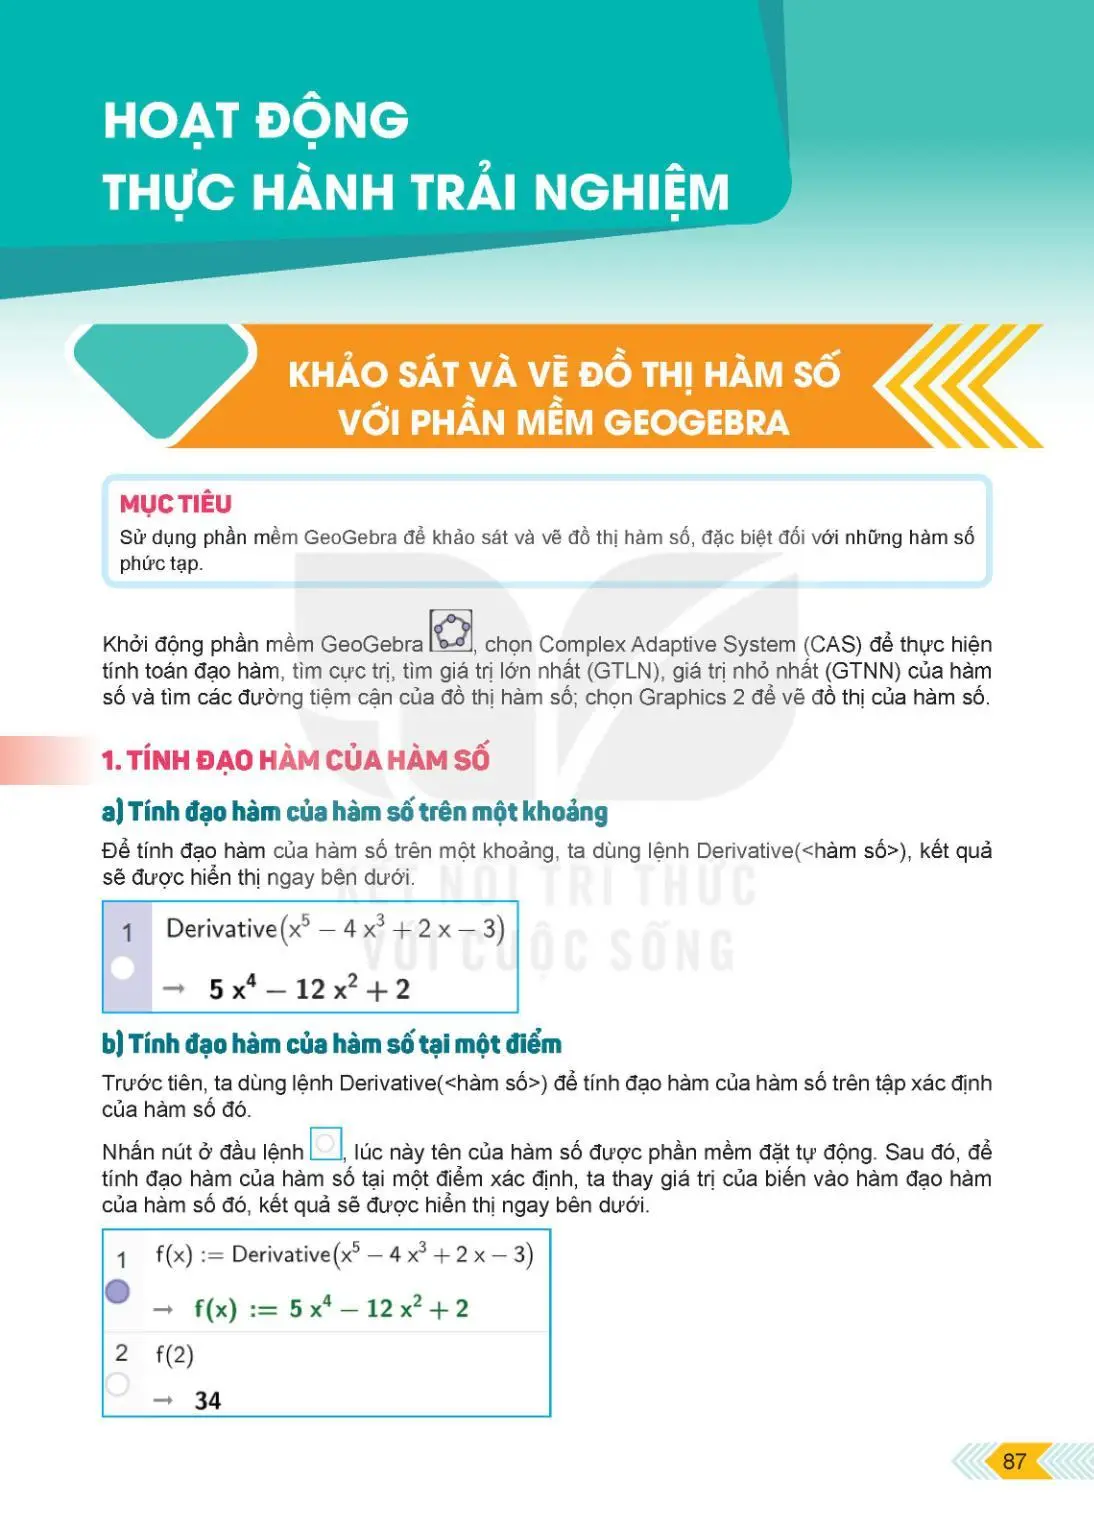 HOẠT ĐỘNG
THỰC HÀNH TRẢI NGHIỆM
KHẢO SÁT VÀ VẼ ĐỒ THỊ HÀM SỐ
VỚI PHẦN MỀM GEOGEBRA
MỤC TIÊU
Sử dụng phần mềm GeoGebra để khảo sát và vẽ đồ thị hàm số, đặc biệt đối với những hàm số
phức tạp.
Khởi động phần mềm GeoGebra , chọn Complex Adaptive System (CAS) để thực hiện
tính toán đạo hàm, tìm cực trị, tìm giá trị lớn nhất (GTLN), giá trị nhỏ nhất (GTNN) của hàm
số và tìm các đường tiệm cận của đồ thị hàm số; chọn Graphics 2 để vẽ đồ thị của hàm số.
1. TÍNH ĐẠO HÀM CỦA HÀM SỐ
a) Tính đạo hàm của hàm số trên một khoảng
Để tính đạo hàm của hàm số trên một khoảng, ta dùng lệnh Derivative(<hàm số>), kết quả
sẽ được hiển thị ngay bên dưới.
KẾT NỐI TRI THỨC
VỚI CUỘC SỐNG
1 Derivative(x⁵ − 4 x³ + 2 x − 3)
→ 5 x⁴ − 12 x² + 2
b) Tính đạo hàm của hàm số tại một điểm
Trước tiên, ta dùng lệnh Derivative(<hàm số>) để tính đạo hàm của hàm số trên tập xác định
của hàm số đó.
Nhấn nút ở đầu lệnh , lúc này tên của hàm số được phần mềm đặt tự động. Sau đó, để
tính đạo hàm của hàm số tại một điểm xác định, ta thay giá trị của biến vào hàm đạo hàm
của hàm số đó, kết quả sẽ được hiển thị ngay bên dưới.
1 f(x) := Derivative(x⁵ − 4 x³ + 2 x − 3)
→ f(x) := 5 x⁴ − 12 x² + 2
2 f(2)
→ 34
87